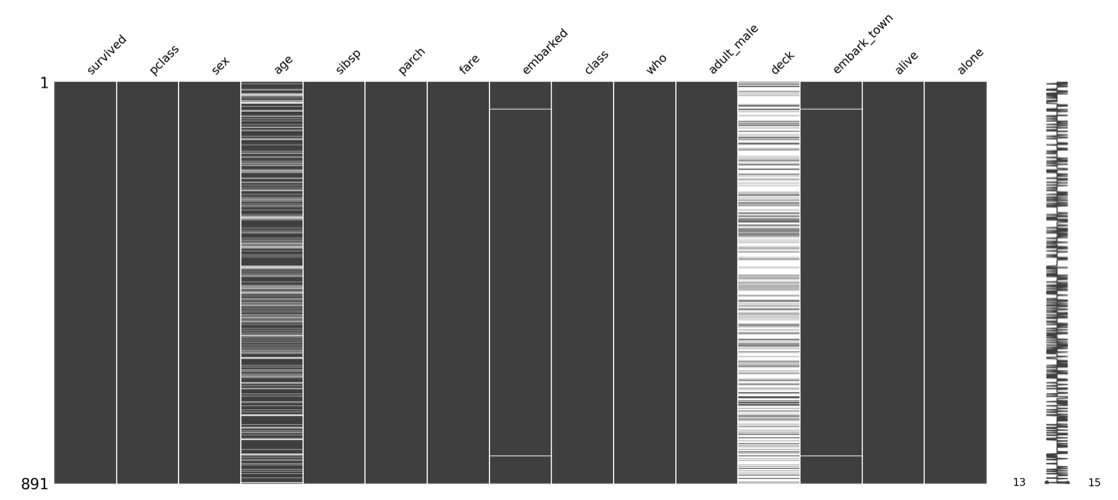 survived
pclass
sex
age
sibsp
parch
fare
embarked
class
who
adult_male
deck
embark_town
alive
alone
1
891
13
15